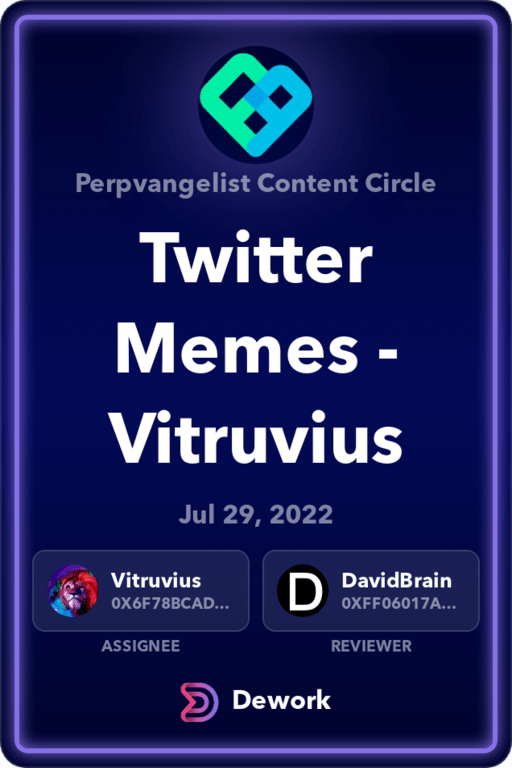 Perpvangelist Content Circle
Twitter
Memes -
Vitruvius
Jul 29, 2022
Vitruvius
0X6F78BCAD...
ASSIGNEE
D
DavidBrain
0XFF06017A...
REVIEWER
Dework